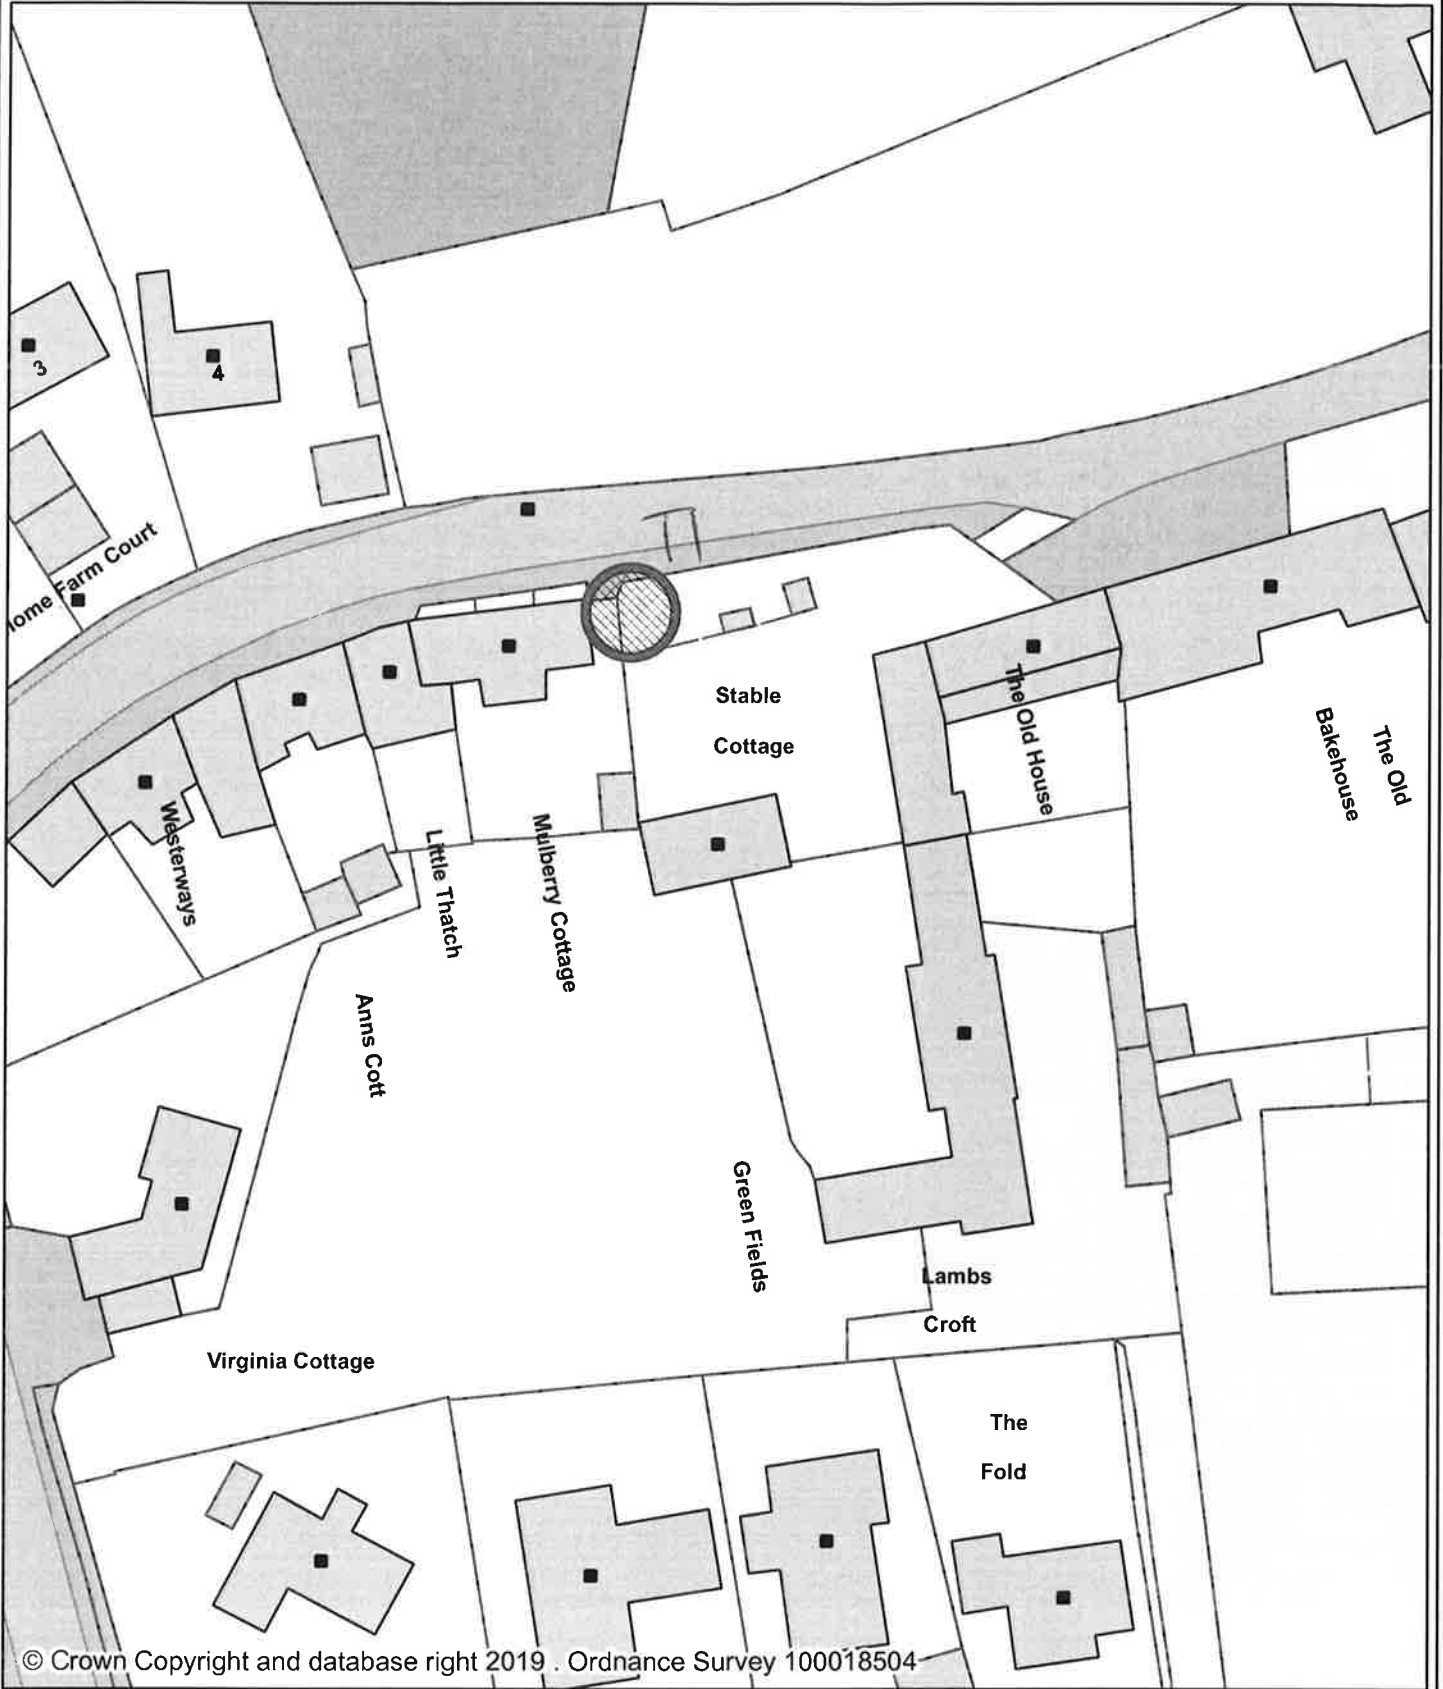 3
4
Home Farm Court
Stable
Cottage
The Old House
The Old
Bakehouse
Westerways
Little Thatch
Mulberry Cottage
Anns Cott
Green Fields
Lambs
Croft
Virginia Cottage
The
Fold
© Crown Copyright and database right 2019 . Ordnance Survey 100018504